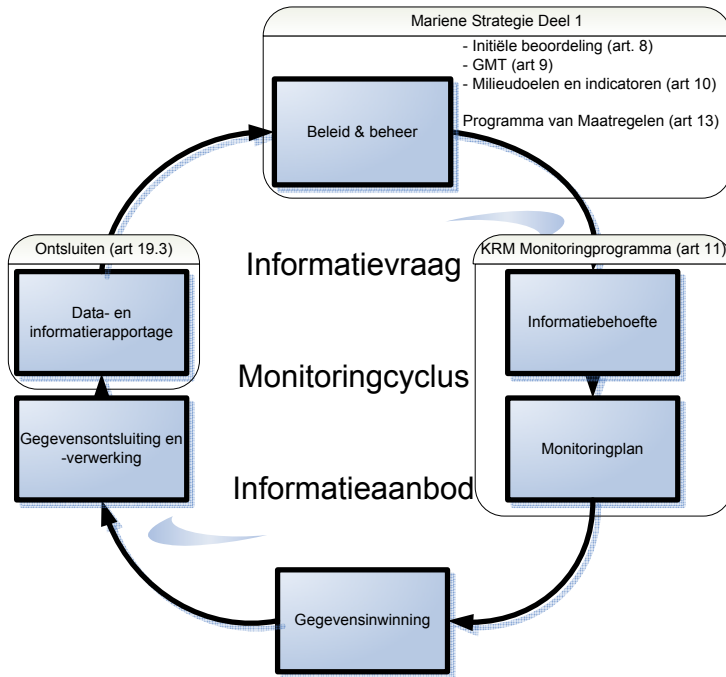 Mariene Strategie Deel 1
- Initiële beoordeling (art. 8)
- GMT (art 9)
- Milieudoelen en indicatoren (art 10)
Programma van Maatregelen (art 13)
Beleid & beheer
Ontsluiten (art 19.3)
Informatievraag
KRM Monitoringprogramma (art 11)
Data- en
informatierapportage
Informatiebehoefte
Monitoringcyclus
Gegevensontsluiting en
-verwerking
Monitoringplan
Informatieaanbod
Gegevensinwinning